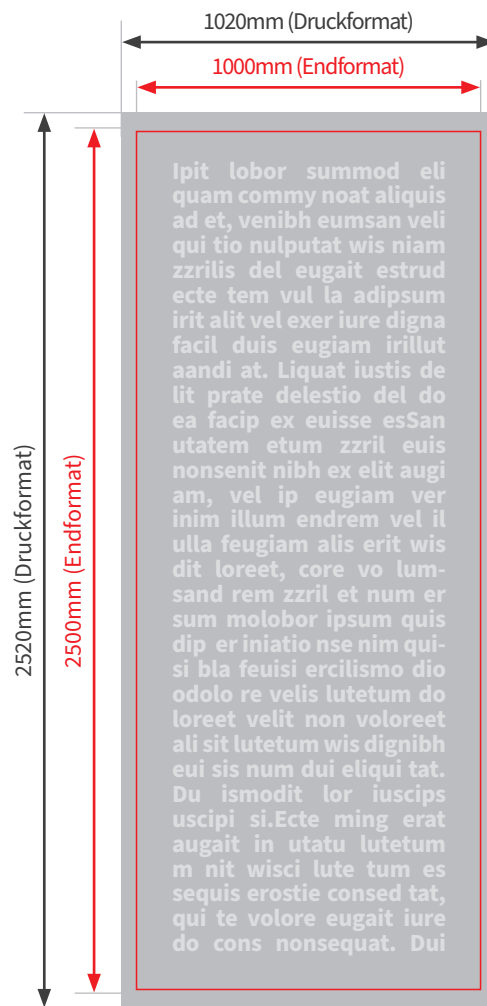 1020mm (Druckformat)
1000mm (Endformat)
2520mm (Druckformat)
2500mm (Endformat)
Ipit lobor summod eli
quam commy noat aliquis
ad et, venibh eumsan veli
qui tio nulputat wis niam
zzrilis del eugait estrud
ecte tem vul la adipsum
irit alit vel exer iure digna
facil duis eugiam irillut
aandi at. Liquat iustis de
lit prate delestio del do
ea facip ex euisse esSan
utatem etum zzril euis
nonsenit nibh ex elit augi
am, vel ip eugiam ver
inim illum endrem vel il
ulla feugiam alis erit wis
dit loreet, core vo lum-
sand rem zzril et num er
sum molobor ipsum quis
dip er iniatio nse nim qui-
si bla feuisi ercilismo dio
odolo re velis lutetum do
loreet velit non voloreet
ali sit lutetum wis dignibh
eui sis num dui eliqui tat.
Du ismodit lor iuscips
uscipi si.Ecte ming erat
augait in utatu lutetum
m nit wisci lute tum es
sequis erostie consed tat,
qui te volore eugait iure
do cons nonsequat. Dui